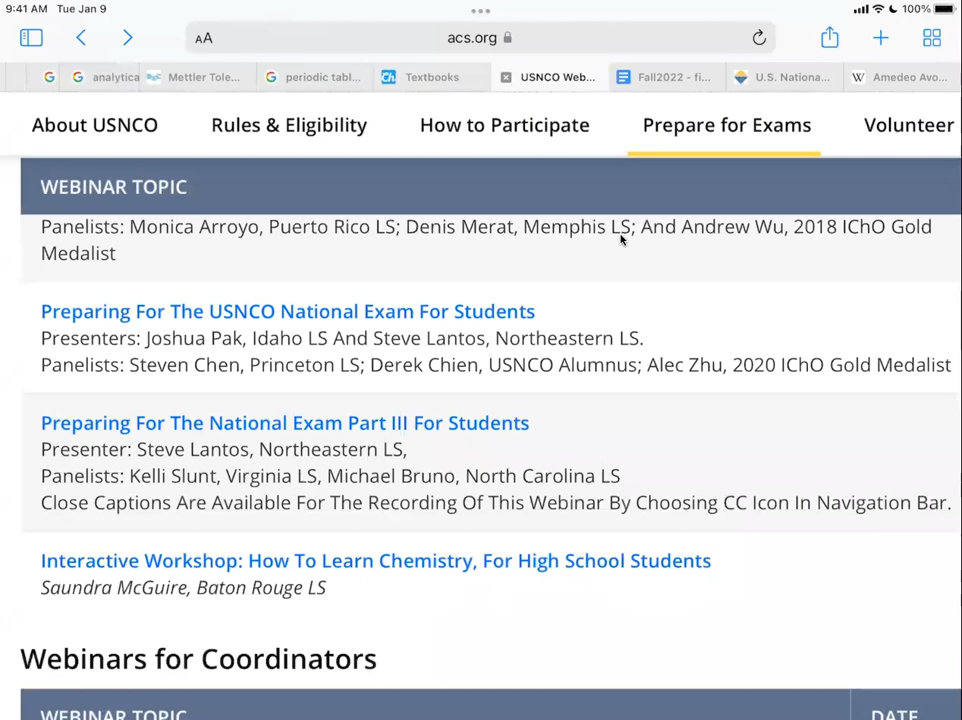 9:41 AM Tue Jan 9
100%
AA
acs.org
analytica
Mettler Tole...
periodic tabl...
Textbooks
USNCO Web...
Fall2022 - fi...
U.S. Nationa...
Amedeo Avo...
About USNCO
Rules & Eligibility
How to Participate
Prepare for Exams
Volunteer
WEBINAR TOPIC
Panelists: Monica Arroyo, Puerto Rico LS; Denis Merat, Memphis LS; And Andrew Wu, 2018 IChO Gold
Medalist
Preparing For The USNCO National Exam For Students
Presenters: Joshua Pak, Idaho LS And Steve Lantos, Northeastern LS.
Panelists: Steven Chen, Princeton LS; Derek Chien, USNCO Alumnus; Alec Zhu, 2020 IChO Gold Medalist
Preparing For The National Exam Part III For Students
Presenter: Steve Lantos, Northeastern LS,
Panelists: Kelli Slunt, Virginia LS, Michael Bruno, North Carolina LS
Close Captions Are Available For The Recording Of This Webinar By Choosing CC Icon In Navigation Bar.
Interactive Workshop: How To Learn Chemistry, For High School Students
Saundra McGuire, Baton Rouge LS
Webinars for Coordinators
WEBINAR TOPIC
DATE